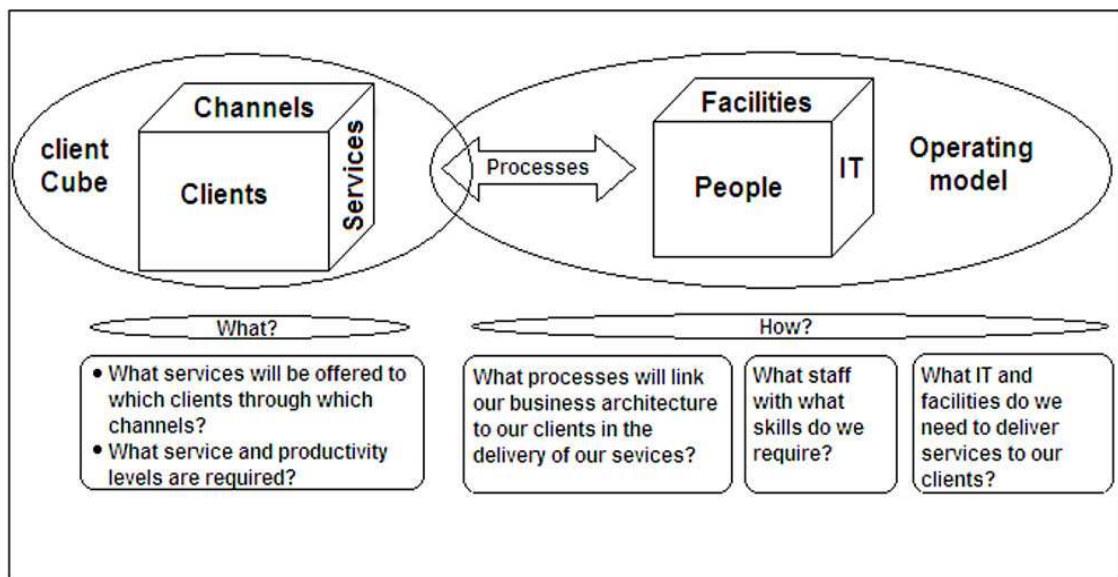 client
Cube
Channels
Clients
Services
Processes
Facilities
People
IT
Operating
model
What?
How?
• What services will be offered to
which clients through which
channels?
• What service and productivity
levels are required?
What processes will link
our business architecture
to our clients in the
delivery of our sevices?
What staff
with what
skills do we
require?
What IT and
facilities do we
need to deliver
services to our
clients?